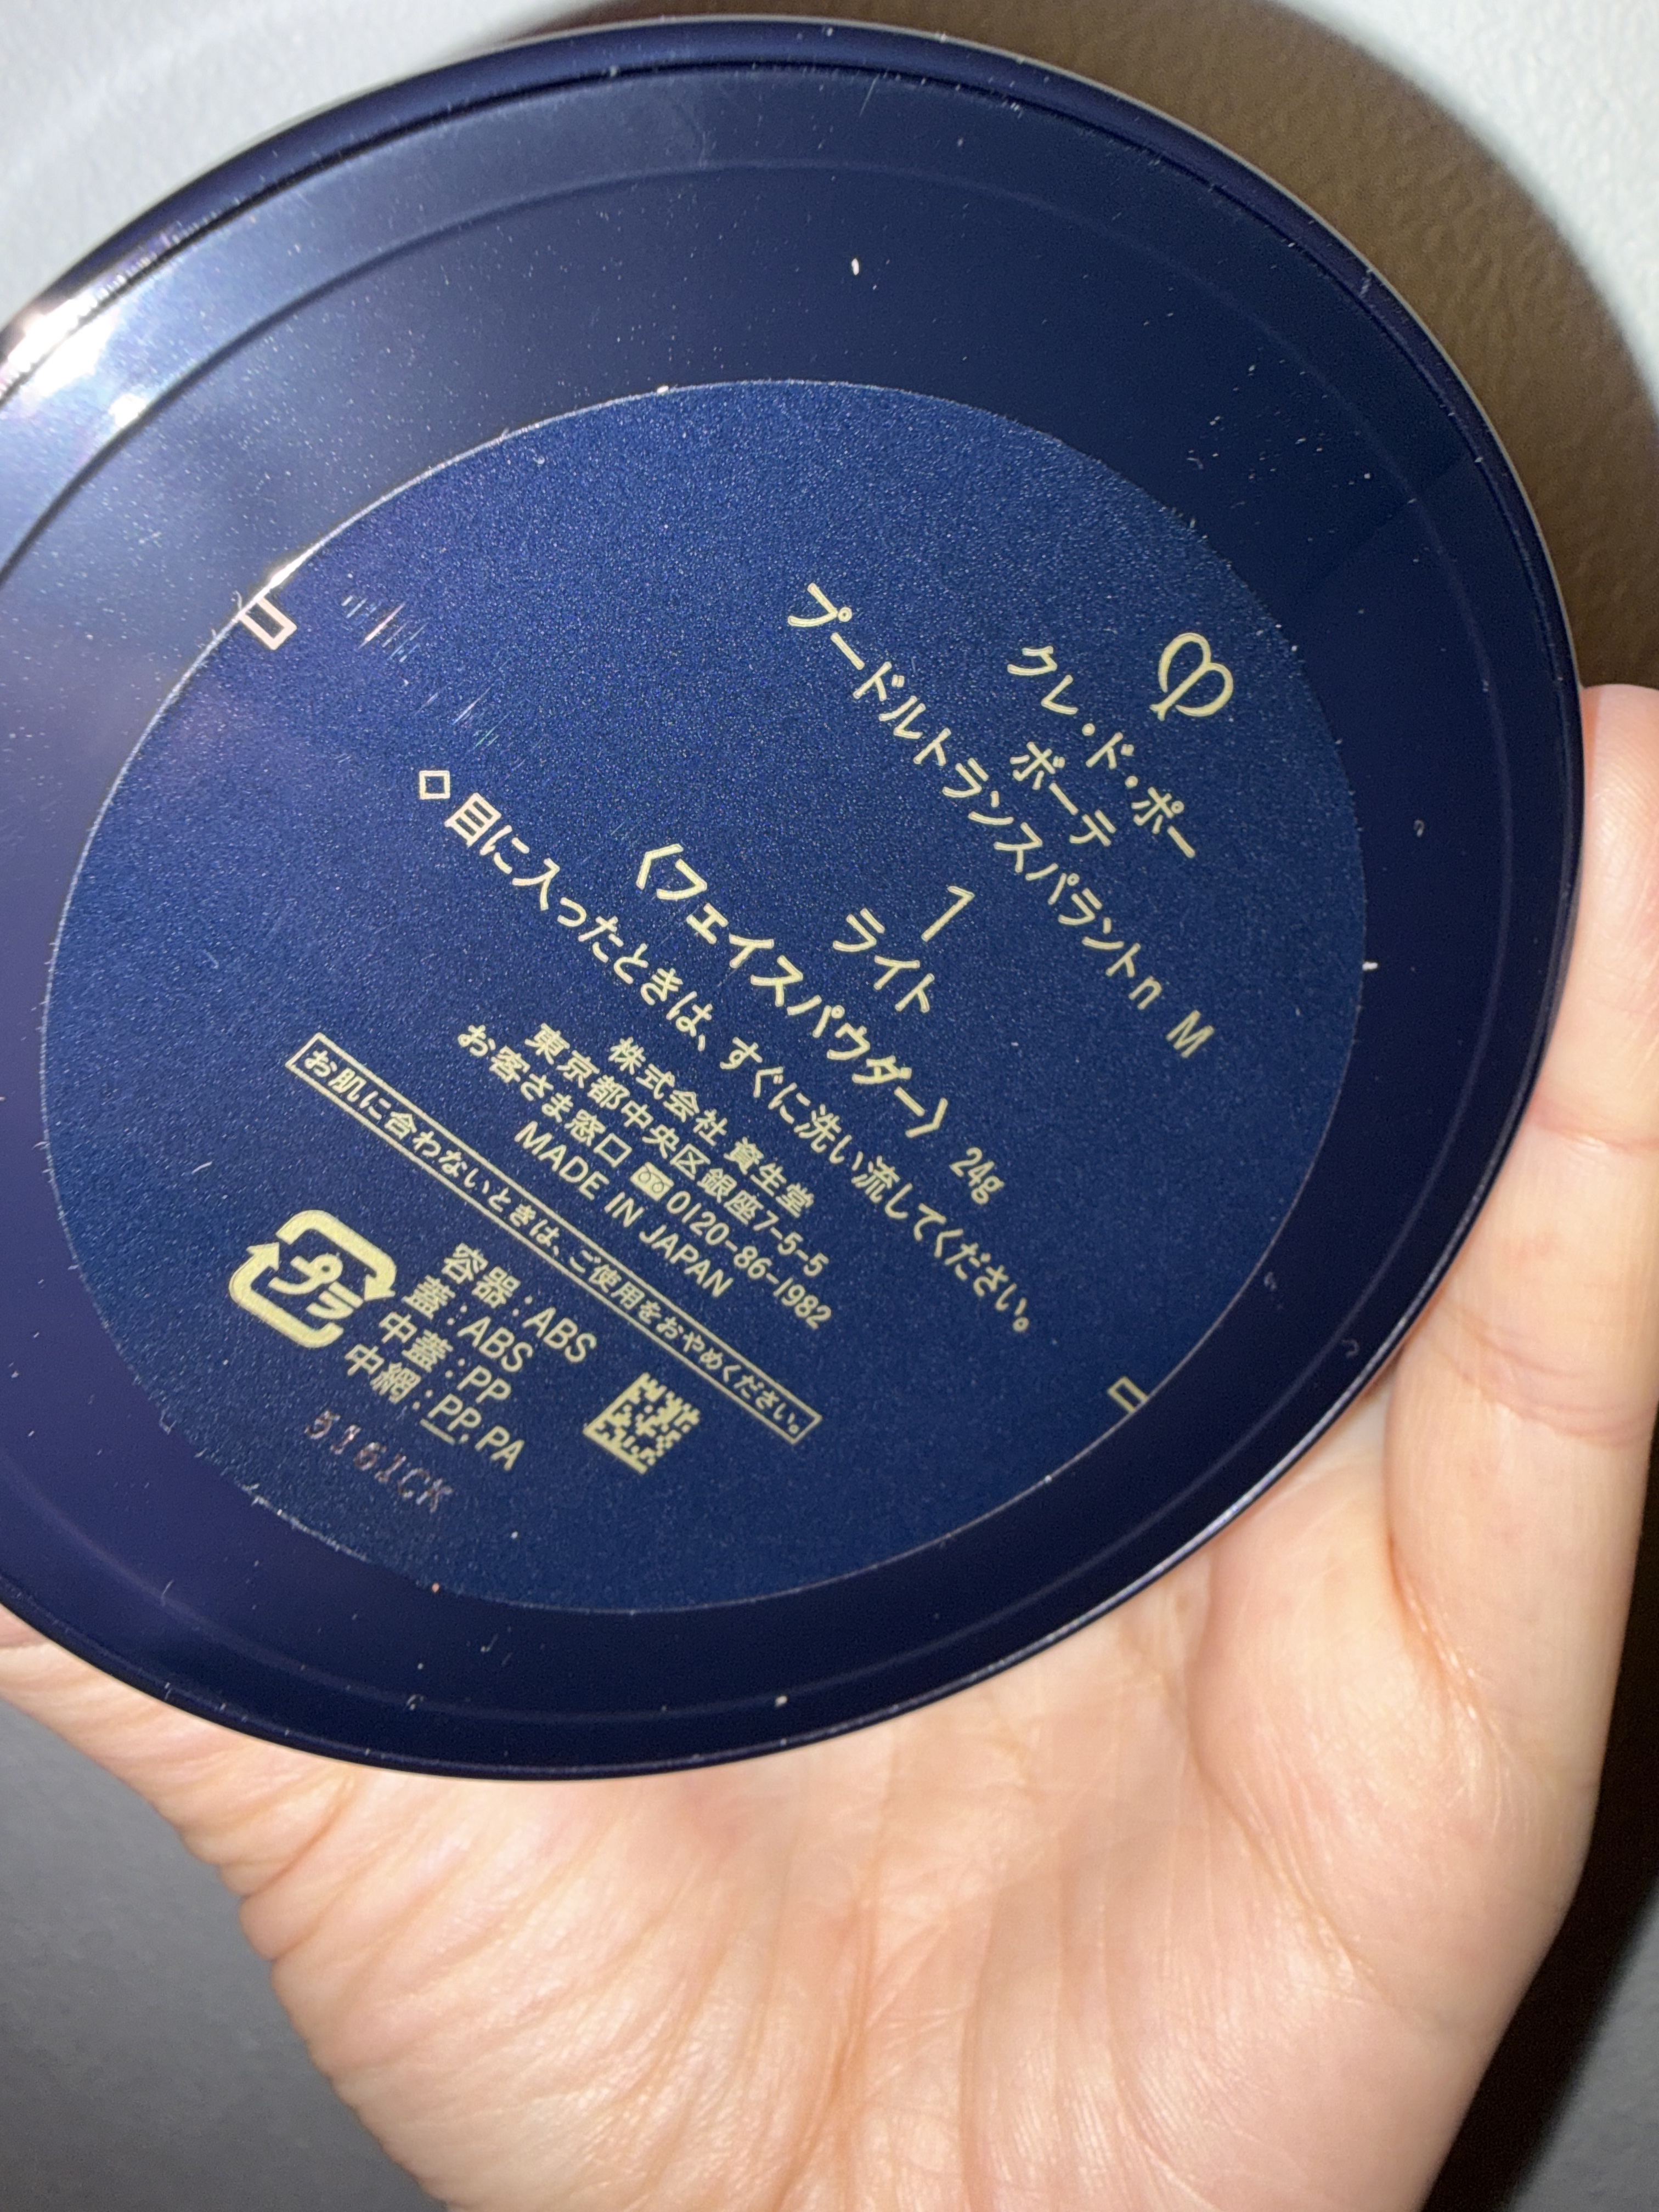 クレ・ド・ポー
ボーテ
プードルトランスパラントn M
1
ライト
〈フェイスパウダー〉 24g
◇目に入ったときは、すぐに洗い流してください。
株式会社 資生堂
東京都中央区銀座7-5-5
お客さま窓口 0120-86-1982
MADE IN JAPAN
お肌に合わないときは、ご使用をおやめください。
プラ
容器：ABS
蓋：ABS
中蓋：PP
中網：PP, PA